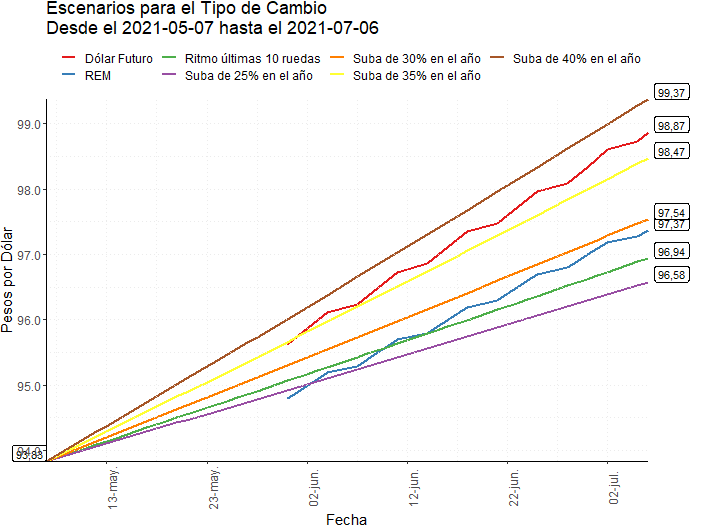 Escenarios para el Tipo de Cambio
Desde el 2021-05-07 hasta el 2021-07-06
Dólar Futuro
Ritmo últimas 10 ruedas
Suba de 30% en el año
Suba de 40% en el año
REM
Suba de 25% en el año
Suba de 35% en el año
99,37
98,87
98,47
97,54
97,37
96,94
96,58
99.0
98.0
97.0
96.0
95.0
94.0
93,85
Pesos por Dólar
13-may.
23-may.
02-jun.
12-jun.
22-jun.
02-jul.
Fecha